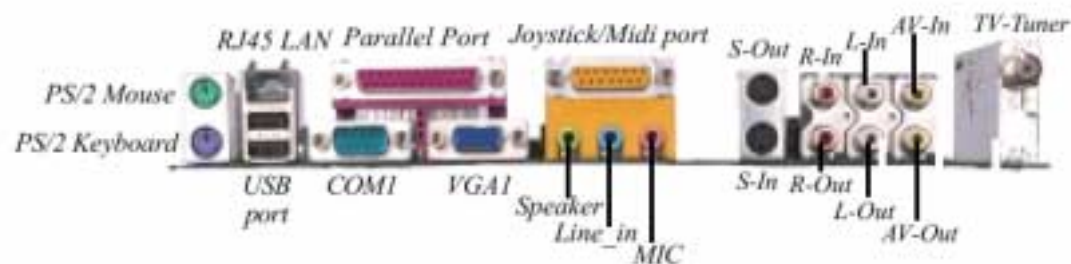 RJ45 LAN
Parallel Port
Joystick/Midi port
S-Out
R-In
L-In
AV-In
TV-Tuner
PS/2 Mouse
PS/2 Keyboard
USB
port
COM1
VGA1
Speaker
Line_in
MIC
S-In
R-Out
L-Out
AV-Out